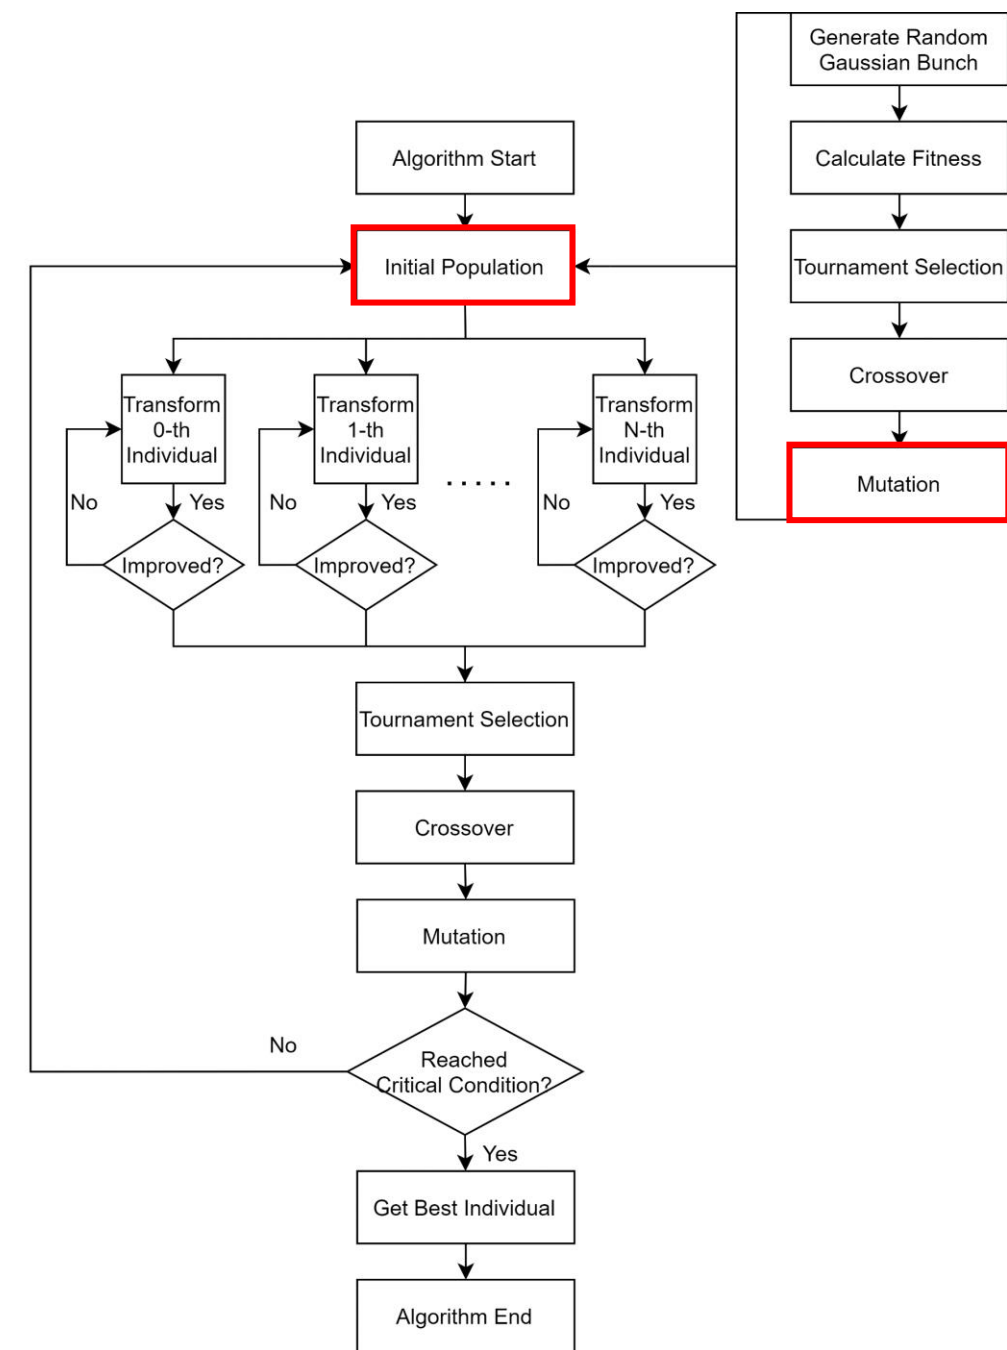 Generate Random
Gaussian Bunch
Algorithm Start
Calculate Fitness
Initial Population
Tournament Selection
Crossover
Mutation
Transform
0-th
Individual
Transform
1-th
Individual
.....
Transform
N-th
Individual
No
Yes
No
Yes
No
Yes
Improved?
Improved?
Improved?
Tournament Selection
Crossover
Mutation
No
Reached
Critical Condition?
Yes
Get Best Individual
Algorithm End